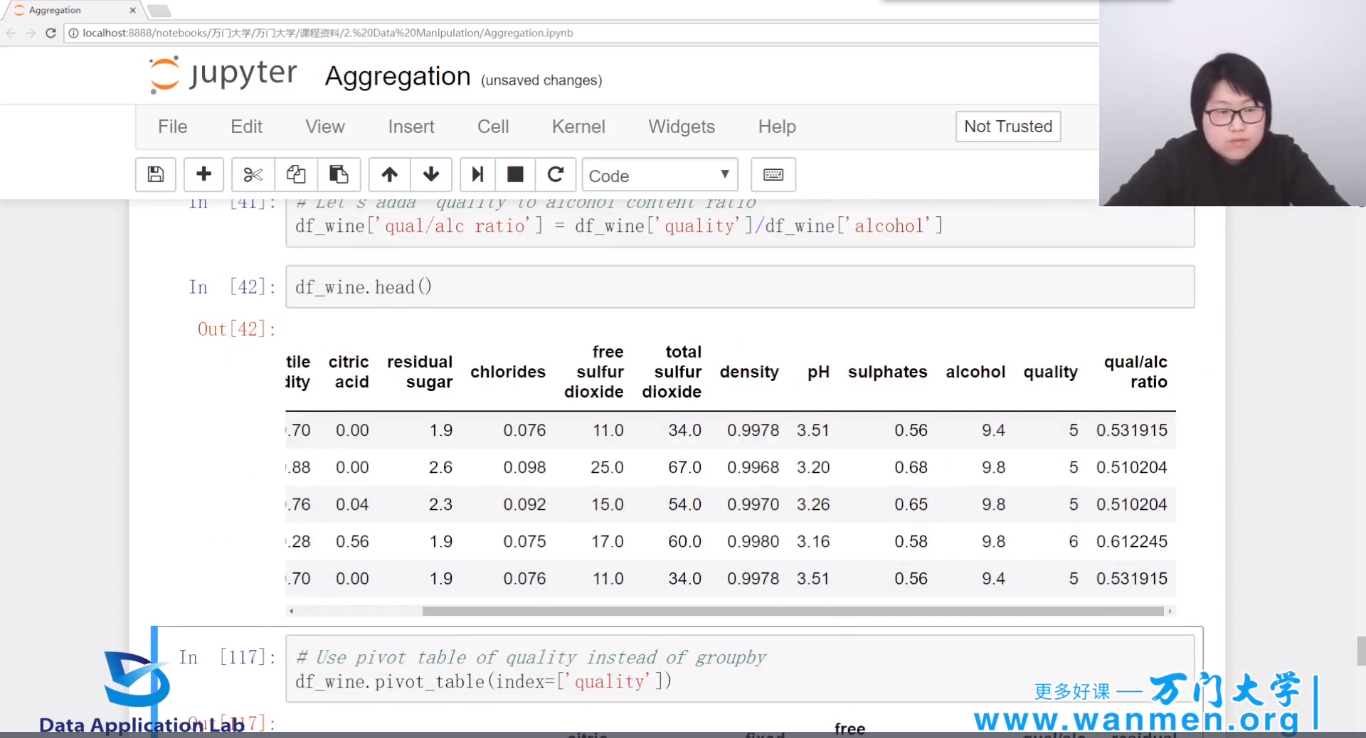 Aggregation
localhost:8888/notebooks/万门大学/万门大学/课程资料/2.%20Data%20Manipulation/Aggregation.ipynb
jupyter Aggregation (unsaved changes)
File Edit View Insert Cell Kernel Widgets Help Not Trusted
Code
In [41]: # Let's adda quality to alcohol content ratio
df_wine['qual/alc ratio'] = df_wine['quality']/df_wine['alcohol']
In [42]: df_wine.head()
Out[42]:
tile dity citric acid residual sugar chlorides free sulfur dioxide total sulfur dioxide density pH sulphates alcohol quality qual/alc ratio
.70 0.00 1.9 0.076 11.0 34.0 0.9978 3.51 0.56 9.4 5 0.531915
.88 0.00 2.6 0.098 25.0 67.0 0.9968 3.20 0.68 9.8 5 0.510204
.76 0.04 2.3 0.092 15.0 54.0 0.9970 3.26 0.65 9.8 5 0.510204
.28 0.56 1.9 0.075 17.0 60.0 0.9980 3.16 0.58 9.8 6 0.612245
.70 0.00 1.9 0.076 11.0 34.0 0.9978 3.51 0.56 9.4 5 0.531915
In [117]: # Use pivot table of quality instead of groupby
df_wine.pivot_table(index=['quality'])
Out[117]:
free
citric fixed qual/alc residual
Data Application Lab
更多好课 — 万门大学
www.wanmen.org